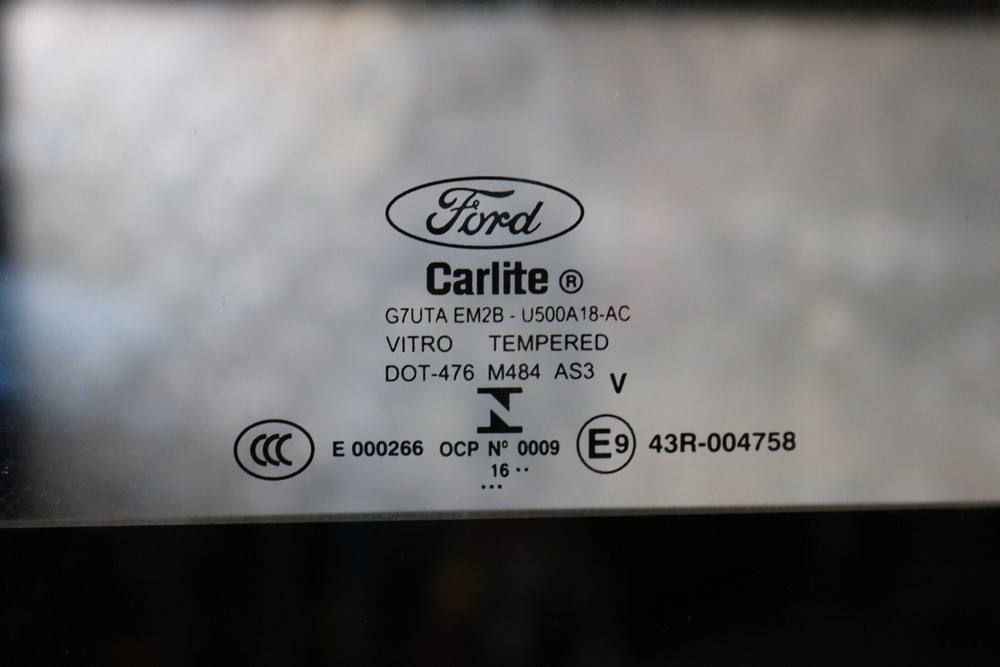 Ford
Carlite ®
G7UTA EM2B - U500A18-AC
VITRO TEMPERED
DOT-476 M484 AS3 V
CCC E 000266 OCP Nº 0009 E9 43R-004758
16 ..
...